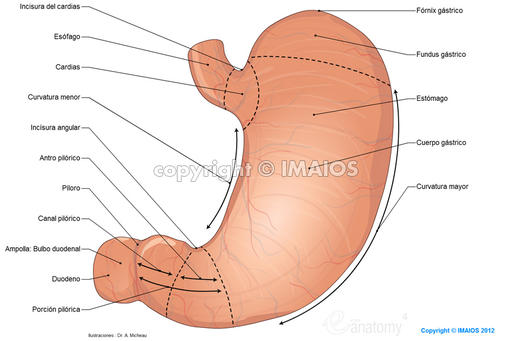 Incisura del cardias
Esófago
Cardias
Curvatura menor
Incisura angular
Antro pilórico
Píloro
Canal pilórico
Ampolla: Bulbo duodenal
Duodeno
Porción pilórica
Fórnix gástrico
Fundus gástrico
Estómago
Cuerpo gástrico
Curvatura mayor
copyright © IMAIOS
Ilustraciones : Dr. A. Micheau
e-anatomy 4
Copyright © IMAIOS 2012